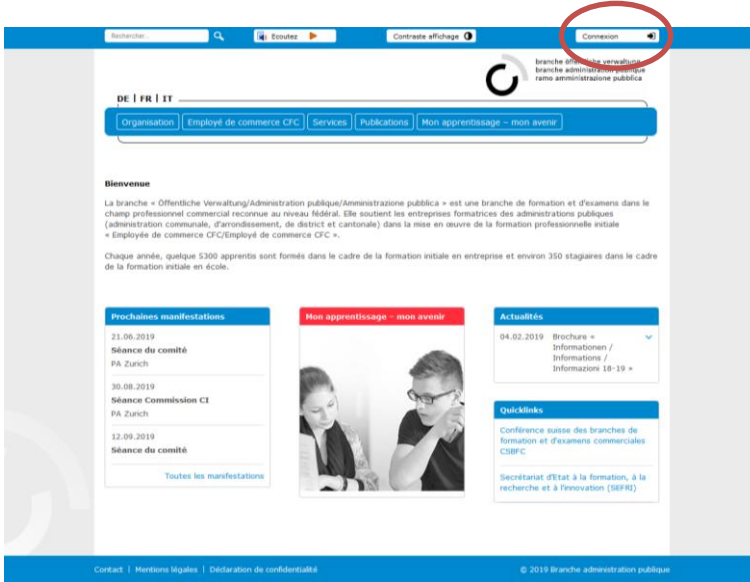 Rechercher...
Ecoutez
Contraste affichage
Connexion
branche öffentliche verwaltung
branche administration publique
ramo amministrazione pubblica
DE | FR | IT
Organisation
Employé de commerce CFC
Services
Publications
Mon apprentissage – mon avenir
Bienvenue
La branche « Öffentliche Verwaltung/Administration publique/Amministrazione pubblica » est une branche de formation et d'examens dans le
champ professionnel commercial reconnue au niveau fédéral. Elle soutient les entreprises formatrices des administrations publiques
(administration communale, d'arrondissement, de district et cantonale) dans la mise en œuvre de la formation professionnelle initiale
« Employée de commerce CFC/Employé de commerce CFC ».
Chaque année, quelque 5300 apprentis sont formés dans le cadre de la formation initiale en entreprise et environ 350 stagiaires dans le cadre
de la formation initiale en école.
Prochaines manifestations
21.06.2019
Séance du comité
PA Zurich
30.08.2019
Séance Commission CI
PA Zurich
12.09.2019
Séance du comité
Toutes les manifestations
Mon apprentissage – mon avenir
Actualités
04.02.2019 Brochure «
Informationen /
Informations /
Informazioni 18-19 »
Quicklinks
Conférence suisse des branches de
formation et d'examens commerciales
CSBFC
Secrétariat d'Etat à la formation, à la
recherche et à l'innovation (SEFRI)
Contact | Mentions légales | Déclaration de confidentialité
© 2019 Branche administration publique